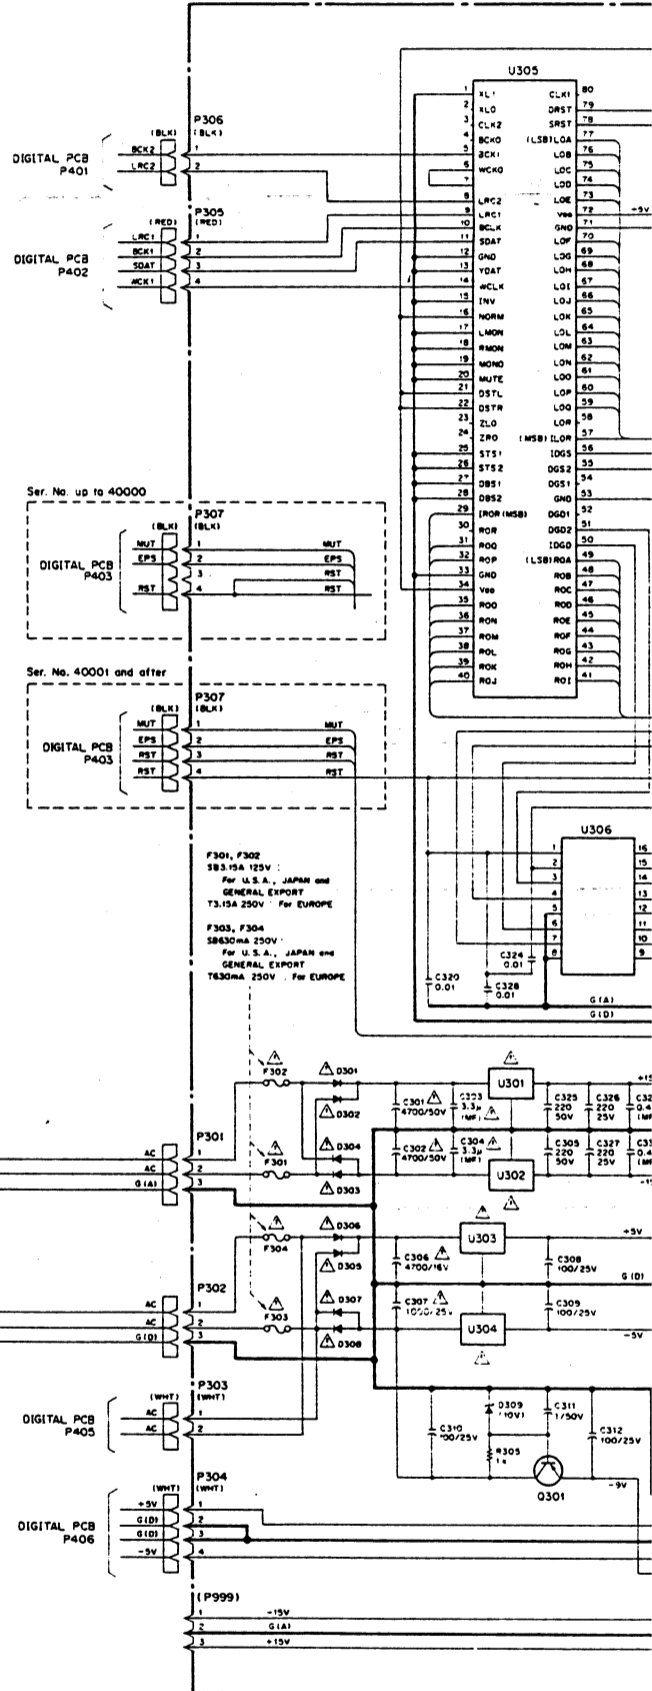 U305
P306
(BLK) (BLK)
DIGITAL PCB
P401
BCK2 1
LRC2 2
P305
(RED) (RED)
DIGITAL PCB
P402
LRC1 1
BCK1 2
SDAT 3
WCK1 4
1 XL1 CLK1 80
2 XLO DRST 79
3 CLK2 SRST 78
4 BCKO (LSB)LOA 77
5 BCK1 LOB 76
6 WCKO LOC 75
7 LOD 74
8 LRC2 LOE 73
9 LRC1 72 -5V
10 BCLK GND 71
11 SDAT LOF 70
12 GND LOG 69
13 YDAT LOH 68
14 WCLK LOI 67
15 INV LOJ 66
16 NORM LOK 65
17 LMON LOL 64
18 RMON LOM 63
19 MONO LON 62
20 MUTE LOO 61
21 DSTL LOP 60
22 DSTR LOQ 59
23 ZLO LOR 58
24 ZRO (MSB) ILOR 57
25 STS1 IDGS 56
26 STS2 DGS2 55
27 DBS1 DGS1 54
28 DBS2 GND 53
29 IROR(MSB) DGD1 52
30 ROR DGD2 51
31 ROQ IDGD 50
32 ROP (LSB)ROA 49
33 GND ROB 48
34 ROC 47
35 ROO ROD 46
36 RON ROE 45
37 ROM ROF 44
38 ROL ROG 43
39 ROK ROH 42
40 ROJ ROI 41
Ser. No. up to 40000
P307
(BLK) (BLK)
DIGITAL PCB
P403
MUT 1 MUT
EPS 2 EPS
3 RST
RST 4 RST
Ser. No. 40001 and after
P307
(BLK) (BLK)
DIGITAL PCB
P403
MUT 1 MUT
EPS 2 EPS
RST 3 RST
RST 4 RST
U306
1 16
2 15
3 14
4 13
5 12
6 11
7 10
8 9
F301, F302
SB3.15A 125V :
For U.S.A., JAPAN and
GENERAL EXPORT
T3.15A 250V : For EUROPE
F303, F304
SB630mA 250V :
For U.S.A., JAPAN and
GENERAL EXPORT
T630mA 250V : For EUROPE
C320
0.01
C328
0.01
C324
0.01
G(A)
G(D)
F302
D301
D302
C301
4700/50V
3.3μ
(MF)
U301
C325
220
50V
C326
220
25V
P301
AC 1
AC 2
G(A) 3
F301
D304
D303
C302
4700/50V
C304
3.3μ
(MF)
U302
C305
220
50V
C327
220
25V
F304
D306
D305
C306
4700/16V
U303
C308
100/25V
+5V
G(D)
P302
AC 1
AC 2
G(D) 3
F303
D307
D308
C307
U304
C309
100/25V
-5V
P303
(WHT) (WHT)
DIGITAL PCB
P405
AC 1
AC 2
C310
100/25V
D309
(10V)
R305
C311
1/50V
C312
100/25V
Q301
-9V
P304
(WHT) (WHT)
DIGITAL PCB
P406
+5V 1
G(D) 2
G(D) 3
-5V 4
(P999)
1 -15V
2 G(A)
3 +15V